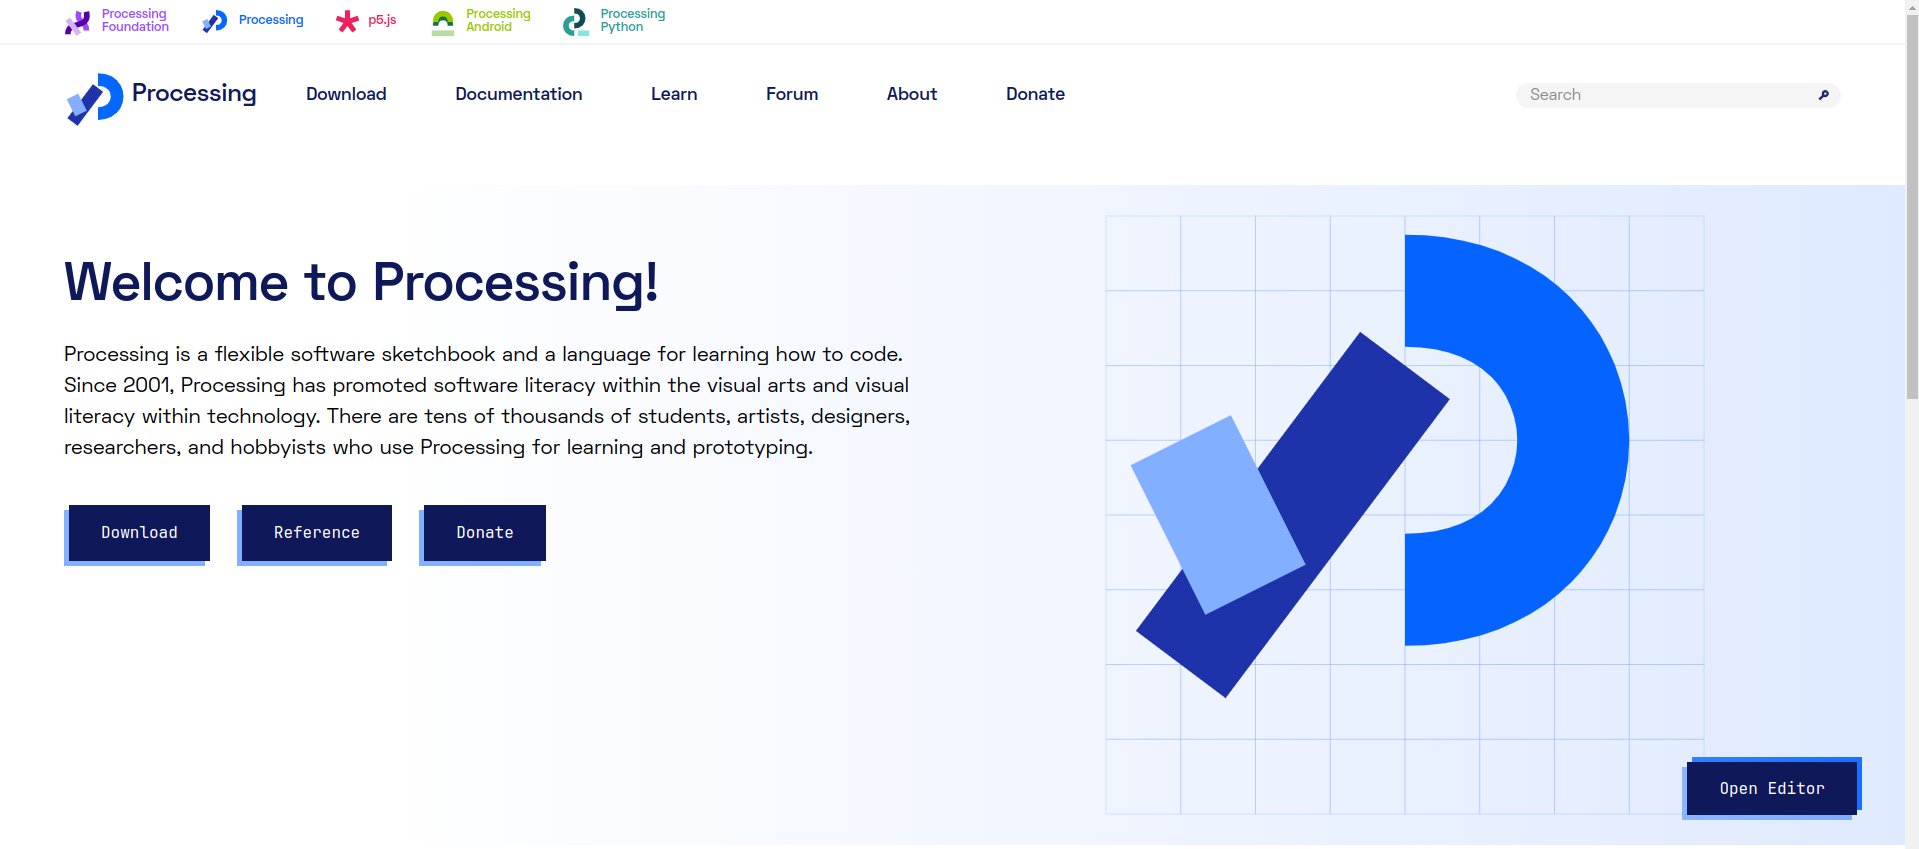 Processing
Foundation
Processing
p5.js
Processing
Android
Processing
Python
Processing
Download
Documentation
Learn
Forum
About
Donate
Search
Welcome to Processing!
Processing is a flexible software sketchbook and a language for learning how to code.
Since 2001, Processing has promoted software literacy within the visual arts and visual
literacy within technology. There are tens of thousands of students, artists, designers,
researchers, and hobbyists who use Processing for learning and prototyping.
Download
Reference
Donate
Open Editor